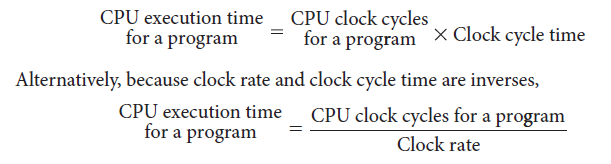 CPU execution time for a program = CPU clock cycles for a program × Clock cycle time
Alternatively, because clock rate and clock cycle time are inverses,
CPU execution time for a program = CPU clock cycles for a program / Clock rate